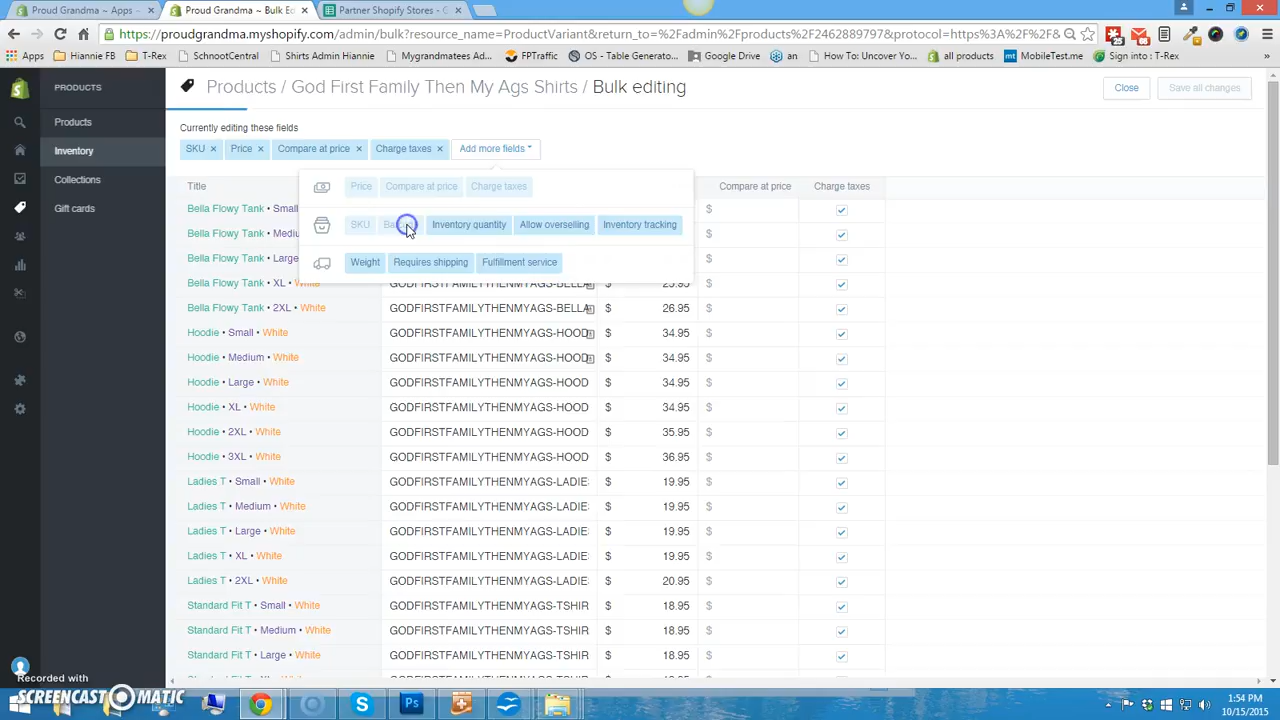 Proud Grandma ~ Apps ~
Proud Grandma ~ Bulk Ed
Partner Shopify Stores - G
https://proudgrandma.myshopify.com/admin/bulk?resource_name=ProductVariant&return_to=%2Fadmin%2Fproducts%2F2462889797&protocol=https%3A%2F%2F&
Apps
T-Rex
SchnootCentral
Shirts Admin Hiannie
Mygrandmatees Ad
FPTraffic
OS - Table Generato
Google Drive
an
How To: Uncover Yo
all products
MobileTest.me
Sign into : T-Rex
PRODUCTS
Products
Inventory
Collections
Gift cards
Products / God First Family Then My Ags Shirts / Bulk editing
Close
Save all changes
Currently editing these fields
SKU ×
Price ×
Compare at price ×
Charge taxes ×
Add more fields
Price
Compare at price
Charge taxes
SKU
Inventory quantity
Allow overselling
Inventory tracking
Weight
Requires shipping
Fulfillment service
Title
Compare at price
Charge taxes
Bella Flowy Tank • Small
$
Bella Flowy Tank • Mediu
$
Bella Flowy Tank • Large
$
Bella Flowy Tank • XL • White
GODFIRSTFAMILYTHENMYAGS-BELLA
$ 25.95 $
Bella Flowy Tank • 2XL • White
GODFIRSTFAMILYTHENMYAGS-BELLA
$ 26.95 $
Hoodie • Small • White
GODFIRSTFAMILYTHENMYAGS-HOOD
$ 34.95 $
Hoodie • Medium • White
GODFIRSTFAMILYTHENMYAGS-HOOD
$ 34.95 $
Hoodie • Large • White
GODFIRSTFAMILYTHENMYAGS-HOOD
$ 34.95 $
Hoodie • XL • White
GODFIRSTFAMILYTHENMYAGS-HOOD
$ 34.95 $
Hoodie • 2XL • White
GODFIRSTFAMILYTHENMYAGS-HOOD
$ 35.95 $
Hoodie • 3XL • White
GODFIRSTFAMILYTHENMYAGS-HOOD
$ 36.95 $
Ladies T • Small • White
GODFIRSTFAMILYTHENMYAGS-LADIE
$ 19.95 $
Ladies T • Medium • White
GODFIRSTFAMILYTHENMYAGS-LADIE
$ 19.95 $
Ladies T • Large • White
GODFIRSTFAMILYTHENMYAGS-LADIE
$ 19.95 $
Ladies T • XL • White
GODFIRSTFAMILYTHENMYAGS-LADIE
$ 19.95 $
Ladies T • 2XL • White
GODFIRSTFAMILYTHENMYAGS-LADIE
$ 20.95 $
Standard Fit T • Small • White
GODFIRSTFAMILYTHENMYAGS-TSHIR
$ 18.95 $
Standard Fit T • Medium • White
GODFIRSTFAMILYTHENMYAGS-TSHIR
$ 18.95 $
Standard Fit T • Large • White
GODFIRSTFAMILYTHENMYAGS-TSHIR
$ 18.95 $
Recorded with
SCREENCAST MATIC
1:54 PM
10/15/2015